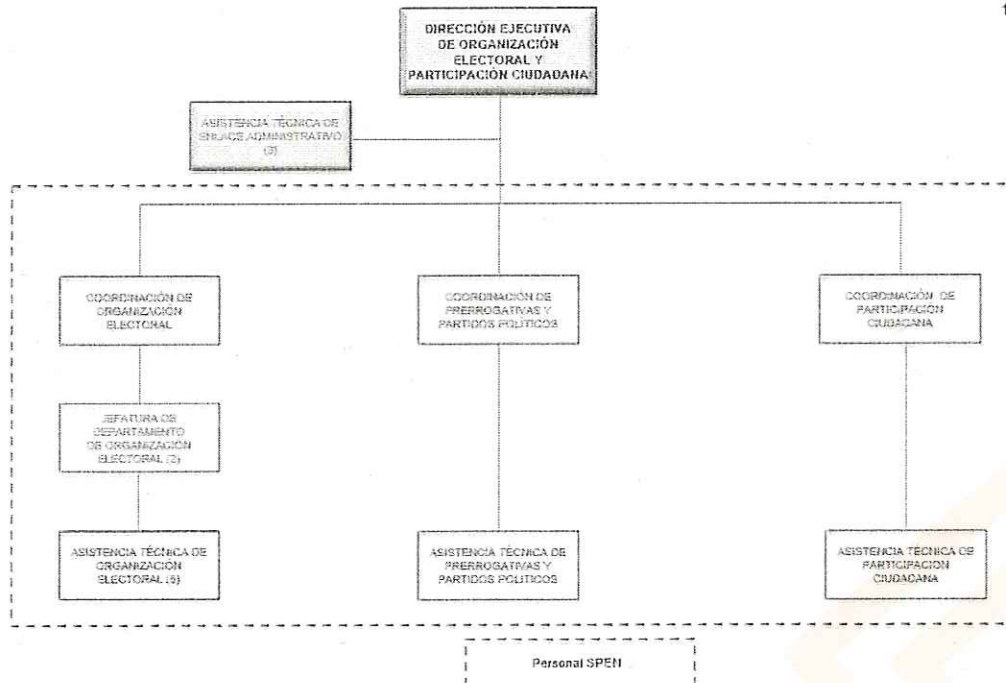 1
DIRECCIÓN EJECUTIVA
DE ORGANIZACIÓN
ELECTORAL Y
PARTICIPACIÓN CIUDADANA
ASISTENCIA TÉCNICA DE
ENLACE ADMINISTRATIVO
(3)
COORDINACIÓN DE
ORGANIZACIÓN
ELECTORAL
COORDINACIÓN DE
PRERROGATIVAS Y
PARTIDOS POLÍTICOS
COORDINACIÓN DE
PARTICIPACIÓN
CIUDADANA
JEFATURA DE
DEPARTAMENTO
DE ORGANIZACIÓN
ELECTORAL (2)
ASISTENCIA TÉCNICA DE
ORGANIZACIÓN
ELECTORAL (5)
ASISTENCIA TÉCNICA DE
PRERROGATIVAS Y
PARTIDOS POLÍTICOS
ASISTENCIA TÉCNICA DE
PARTICIPACIÓN
CIUDADANA
Personal SPEN